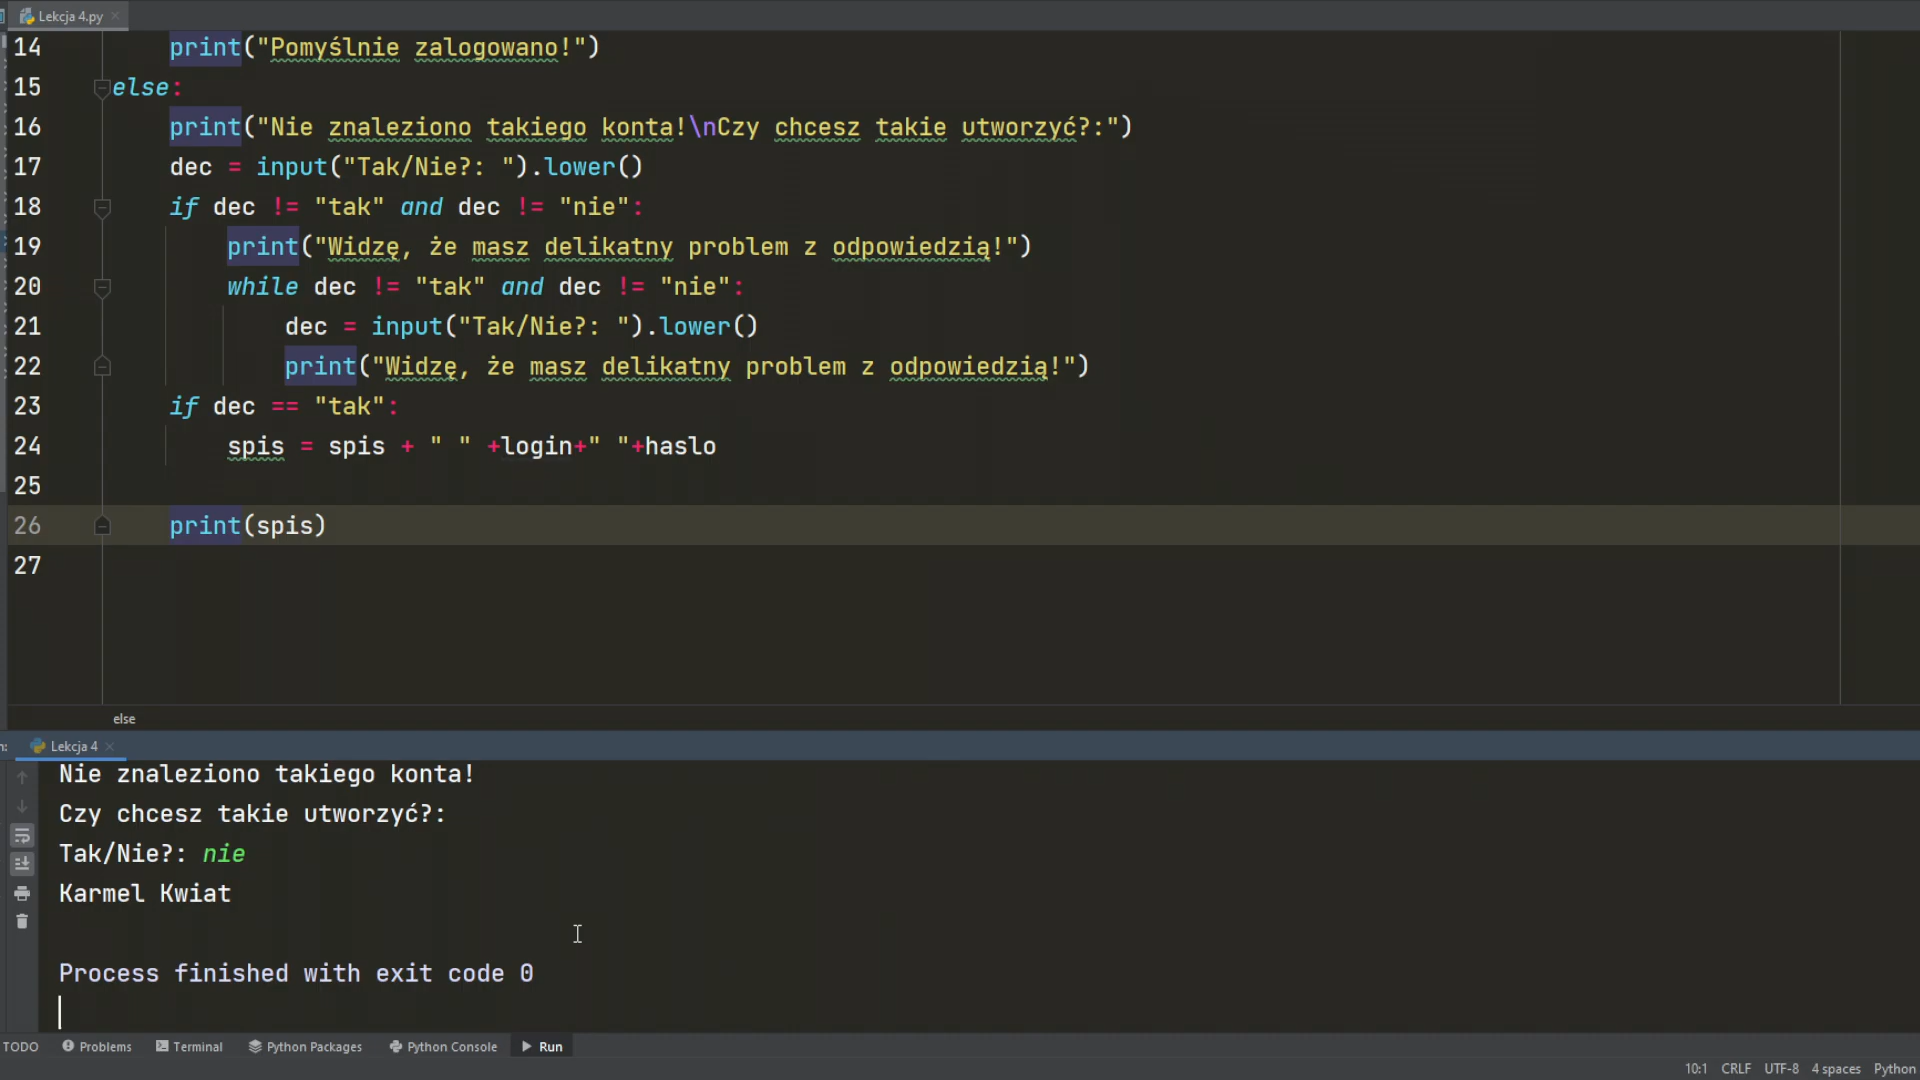 Lekcja 4.py
14 print("Pomyślnie zalogowano!")
15 else:
16 print("Nie znaleziono takiego konta!\nCzy chcesz takie utworzyć?:")
17 dec = input("Tak/Nie?: ").lower()
18 if dec != "tak" and dec != "nie":
19 print("Widzę, że masz delikatny problem z odpowiedzią!")
20 while dec != "tak" and dec != "nie":
21 dec = input("Tak/Nie?: ").lower()
22 print("Widzę, że masz delikatny problem z odpowiedzią!")
23 if dec == "tak":
24 spis = spis + " " +login+" "+haslo
25
26 print(spis)
27
else
n: Lekcja 4
Nie znaleziono takiego konta!
Czy chcesz takie utworzyć?:
Tak/Nie?: nie
Karmel Kwiat
Process finished with exit code 0
TODO Problems Terminal Python Packages Python Console Run
10:1 CRLF UTF-8 4 spaces Python